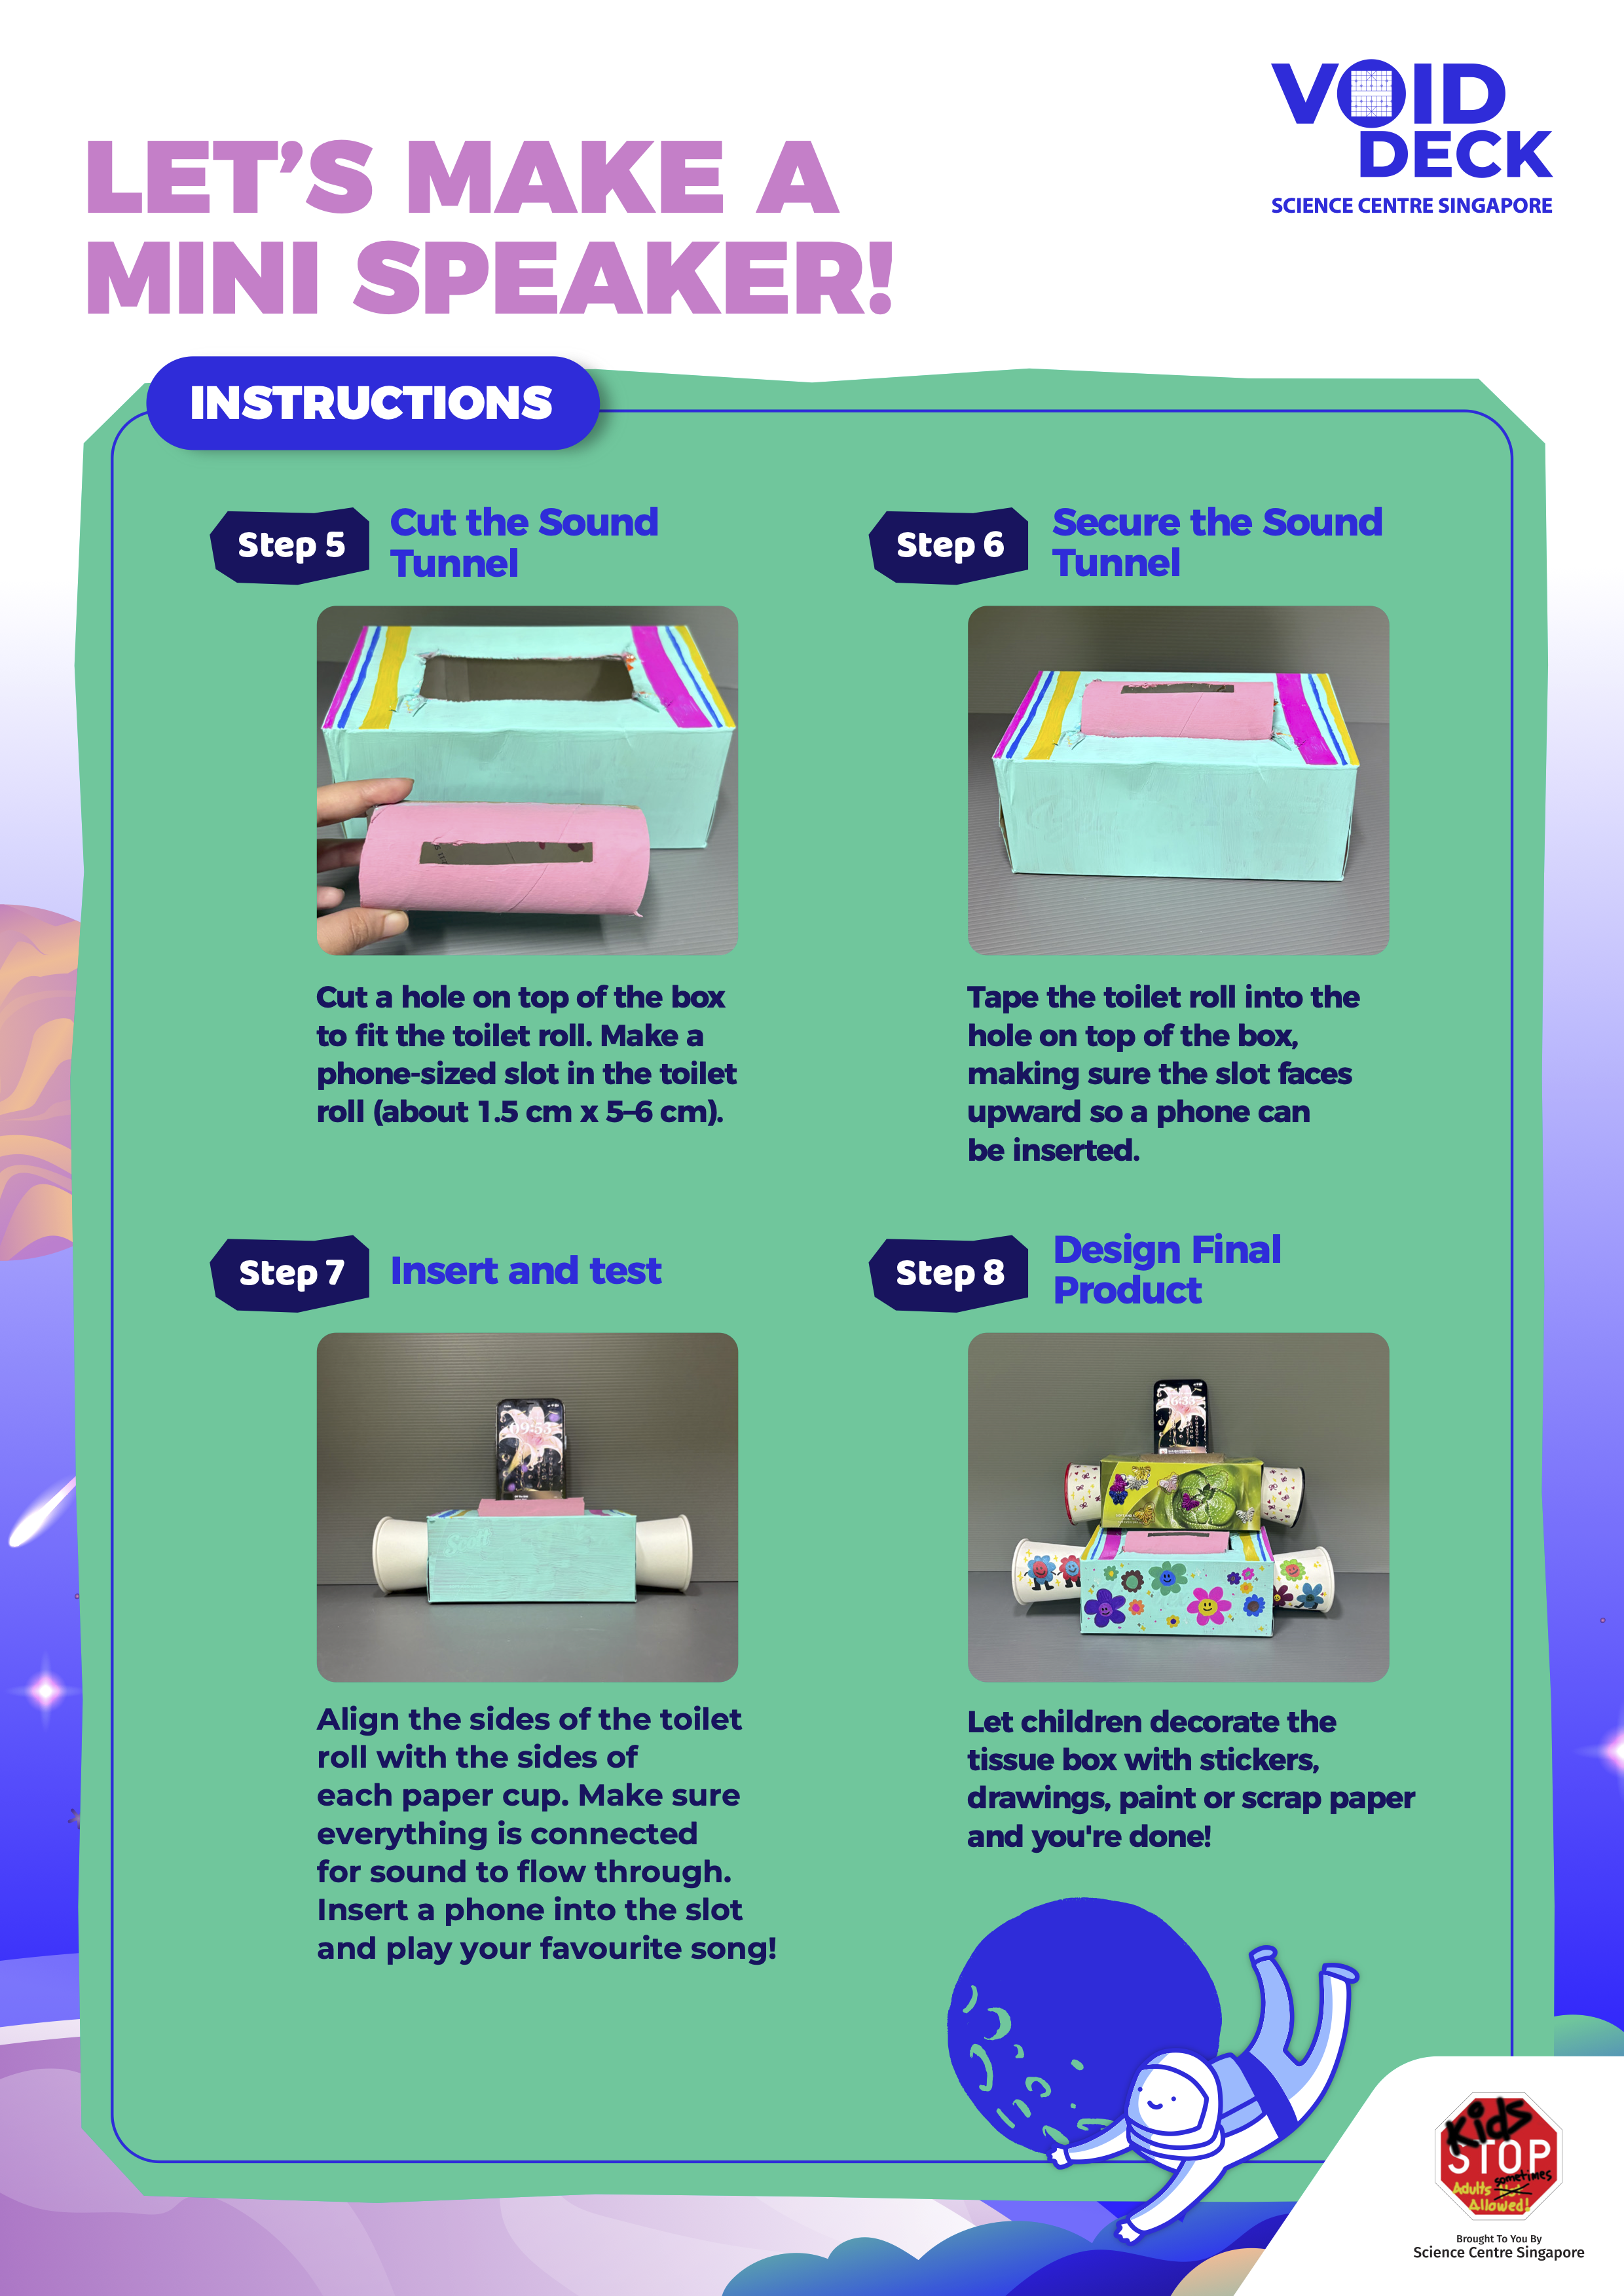 VOID
DECK
SCIENCE CENTRE SINGAPORE
LET'S MAKE A
MINI SPEAKER!
INSTRUCTIONS
Step 5
Cut the Sound
Tunnel
Cut a hole on top of the box
to fit the toilet roll. Make a
phone-sized slot in the toilet
roll (about 1.5 cm x 5–6 cm).
Step 6
Secure the Sound
Tunnel
Tape the toilet roll into the
hole on top of the box,
making sure the slot faces
upward so a phone can
be inserted.
Step 7
Insert and test
09:53
Scott
Align the sides of the toilet
roll with the sides of
each paper cup. Make sure
everything is connected
for sound to flow through.
Insert a phone into the slot
and play your favourite song!
Step 8
Design Final
Product
Let children decorate the
tissue box with stickers,
drawings, paint or scrap paper
and you're done!
Kids
STOP
sometimes
Adults
Allowed!
Brought To You By
Science Centre Singapore